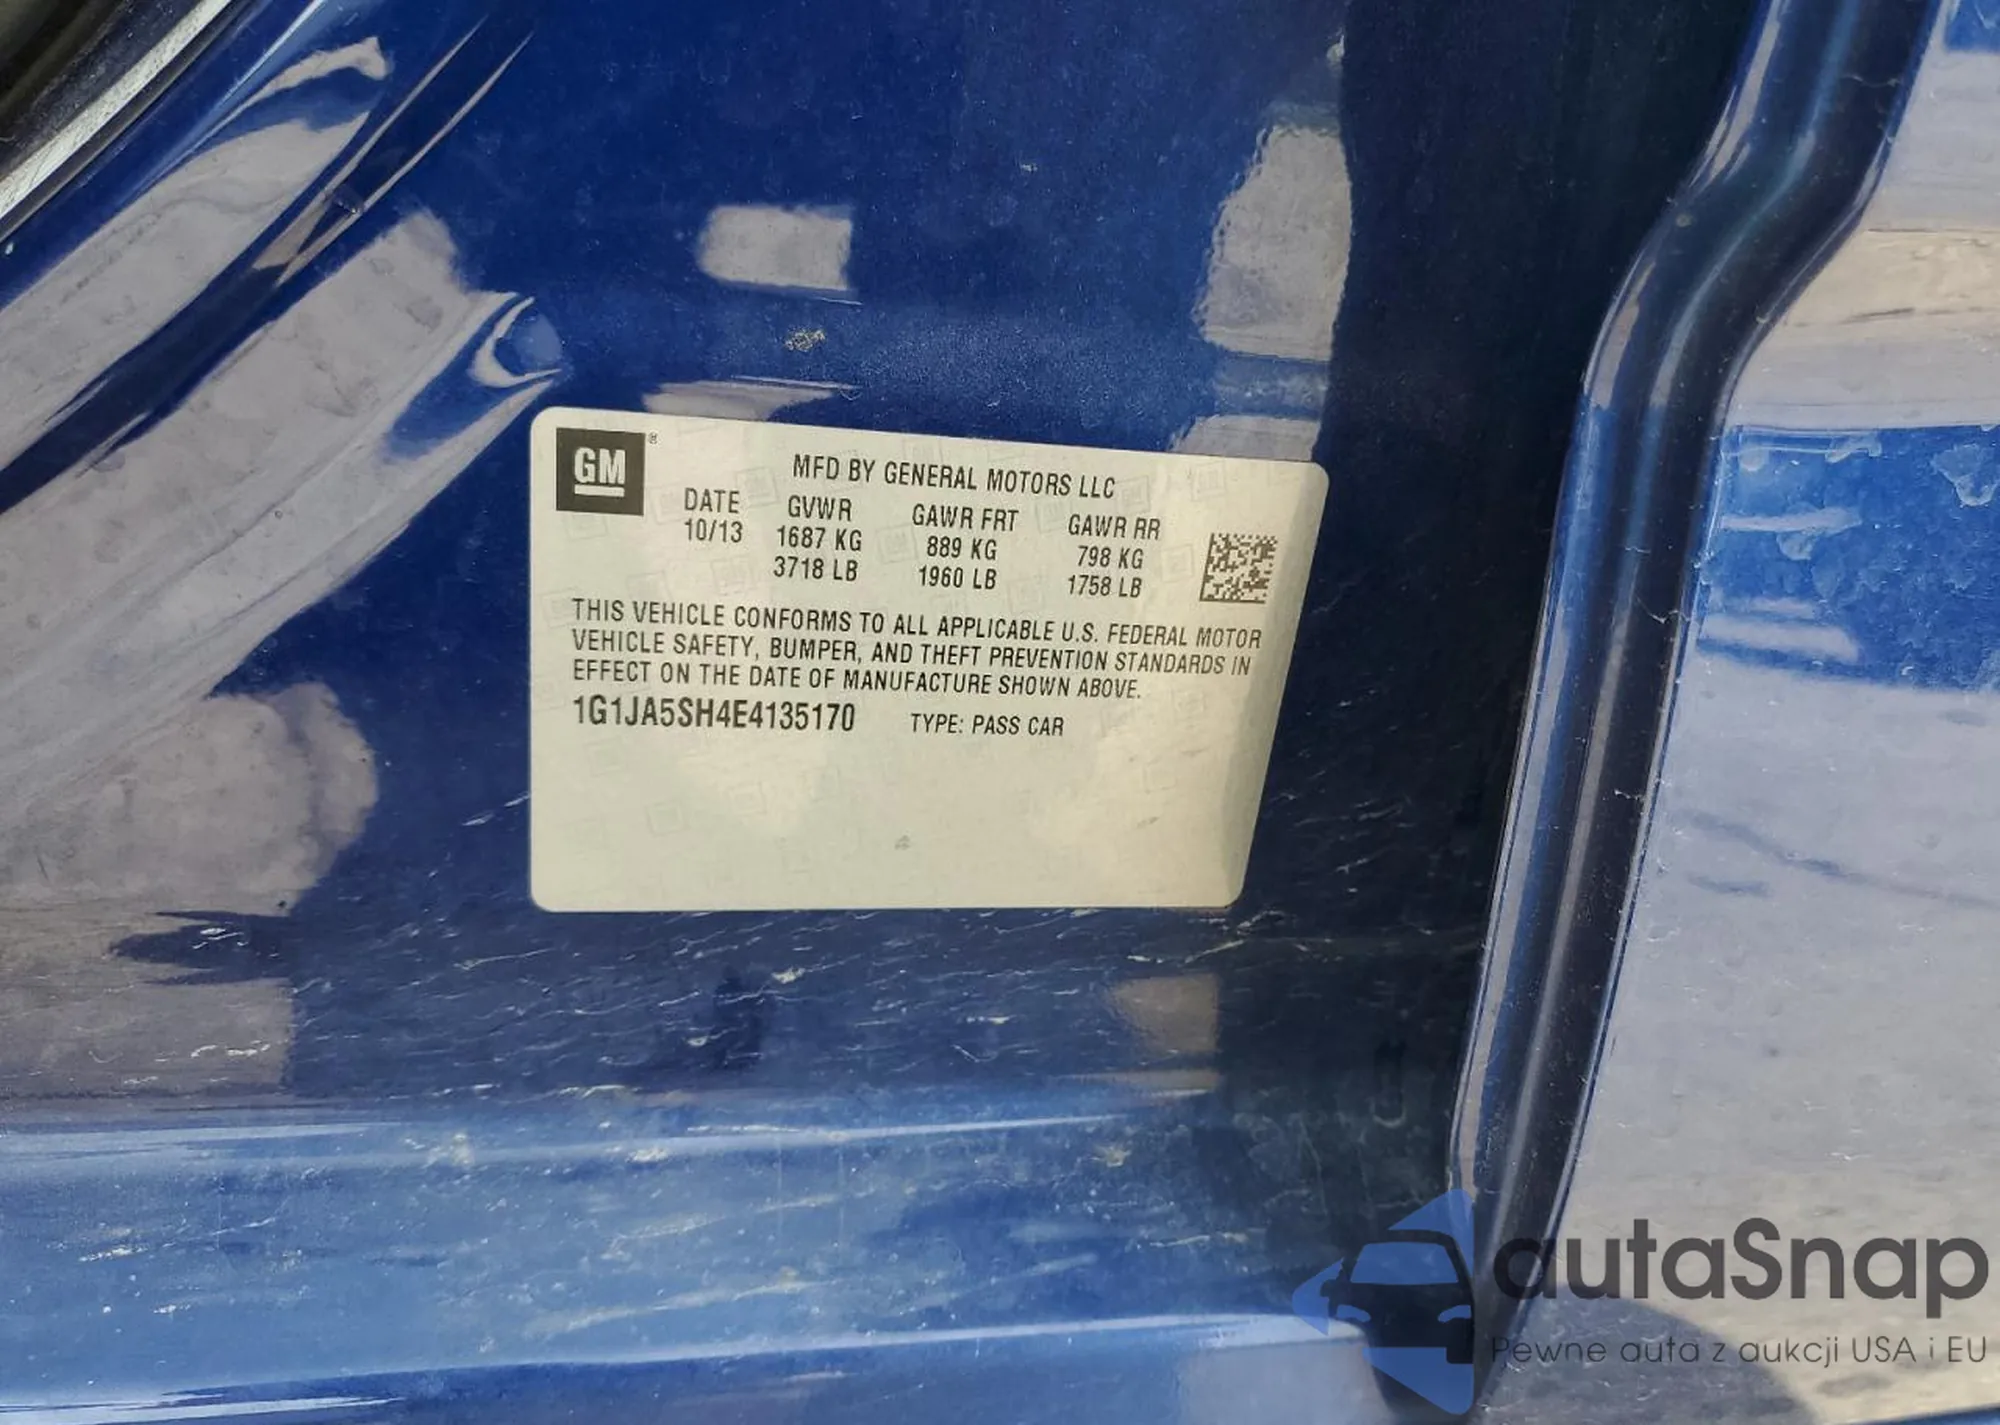 GM ®
MFD BY GENERAL MOTORS LLC
DATE GVWR GAWR FRT GAWR RR
10/13 1687 KG 889 KG 798 KG
3718 LB 1960 LB 1758 LB
THIS VEHICLE CONFORMS TO ALL APPLICABLE U.S. FEDERAL MOTOR
VEHICLE SAFETY, BUMPER, AND THEFT PREVENTION STANDARDS IN
EFFECT ON THE DATE OF MANUFACTURE SHOWN ABOVE.
1G1JA5SH4E4135170 TYPE: PASS CAR
autaSnap
Pewne auta z aukcji USA i EU